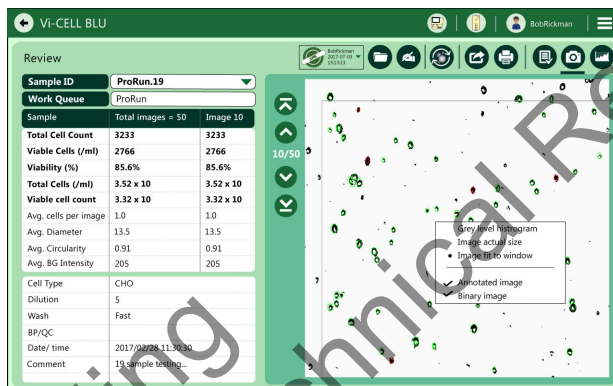 Vi-CELL BLU
BobRickman
Review
BobRickman
2017-07-03
13:13:13
Sample ID ProRun.19
Work Queue ProRun
Sample Total images = 50 Image 10
Total Cell Count 3233 3233
Viable Cells (/ml) 2766 2766
Viability (%) 85.6% 85.6%
Total Cells (/ml) 3.52 x 10 3.52 x 10
Viable cell count 3.32 x 10 3.32 x 10
Avg. cells per image 1.0 1.0
Avg. Diameter 13.5 13.5
Avg. Circularity 0.91 0.91
Avg. BG Intensity 205 205
Cell Type CHO
Dilution 5
Wash Fast
BP/QC
Date/ time 2017/02/28 11:30:30
Comment 19 sample testing...
10/50
Grey level histrogram
Image actual size
Image fit to window
Annotated image
Binary image